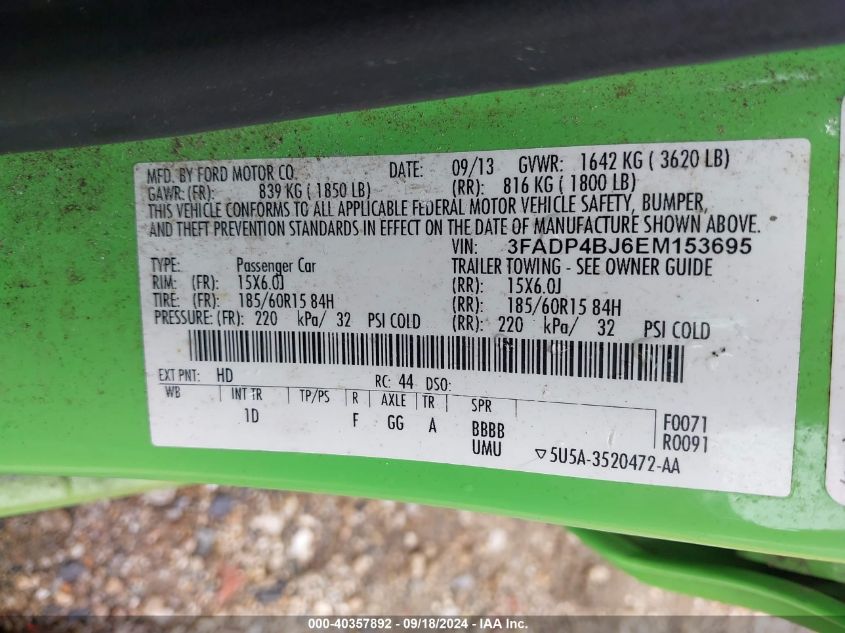 MFD. BY FORD MOTOR CO. DATE: 09/13 GVWR: 1642 KG ( 3620 LB)
GAWR: (FR): 839 KG ( 1850 LB) (RR): 816 KG ( 1800 LB)
THIS VEHICLE CONFORMS TO ALL APPLICABLE FEDERAL MOTOR VEHICLE SAFETY, BUMPER,
AND THEFT PREVENTION STANDARDS IN EFFECT ON THE DATE OF MANUFACTURE SHOWN ABOVE.
VIN: 3FADP4BJ6EM153695
TYPE: Passenger Car TRAILER TOWING - SEE OWNER GUIDE
RIM: (FR): 15X6.0J (RR): 15X6.0J
TIRE: (FR): 185/60R15 84H (RR): 185/60R15 84H
PRESSURE: (FR): 220 kPa/ 32 PSI COLD (RR): 220 kPa/ 32 PSI COLD
EXT PNT: HD RC: 44 DSO:
WB INT TR TP/PS R AXLE TR SPR
1D F GG A BBBB F0071
UMU R0091
5U5A-3520472-AA
000-40357892 - 09/18/2024 - IAAI.com